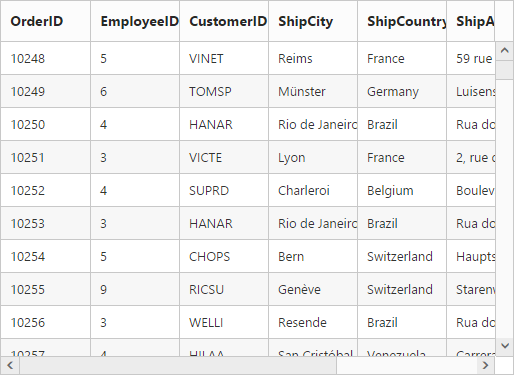 OrderID EmployeeID CustomerID ShipCity ShipCountry ShipA
10248 5 VINET Reims France 59 rue
10249 6 TOMSP Münster Germany Luisens
10250 4 HANAR Rio de Janeiro Brazil Rua do
10251 3 VICTE Lyon France 2, rue d
10252 4 SUPRD Charleroi Belgium Boulev
10253 3 HANAR Rio de Janeiro Brazil Rua do
10254 5 CHOPS Bern Switzerland Haupts
10255 9 RICSU Genève Switzerland Starenw
10256 3 WELLI Resende Brazil Rua do
10257 4 HILAA San Cristóbal Venezuela Carrera